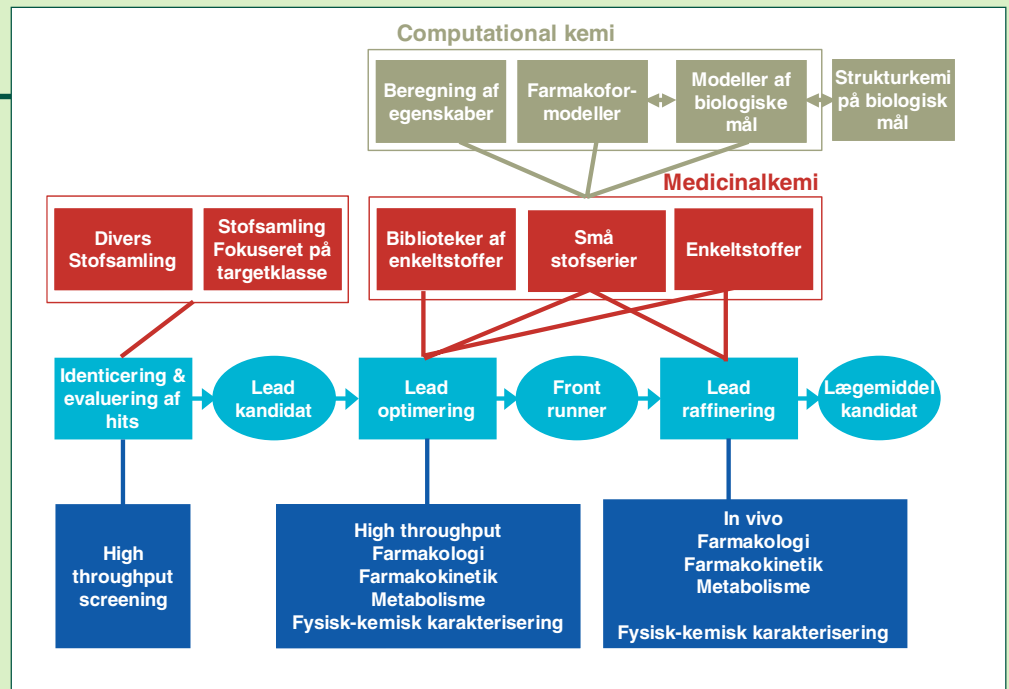 Computational kemi
Beregning af
egenskaber
Farmakofor-
modeller
Modeller af
biologiske
mål
Strukturkemi
på biologisk
mål
Medicinalkemi
Divers
Stofsamling
Stofsamling
Fokuseret på
targetklasse
Biblioteker af
enkeltstoffer
Små
stofserier
Enkeltstoffer
Identicering &
evaluering af
hits
Lead
kandidat
Lead
optimering
Front
runner
Lead
raffinering
Lægemiddel
kandidat
High
throughput
screening
High throughput
Farmakologi
Farmakokinetik
Metabolisme
Fysisk-kemisk karakterisering
In vivo
Farmakologi
Farmakokinetik
Metabolisme
Fysisk-kemisk karakterisering